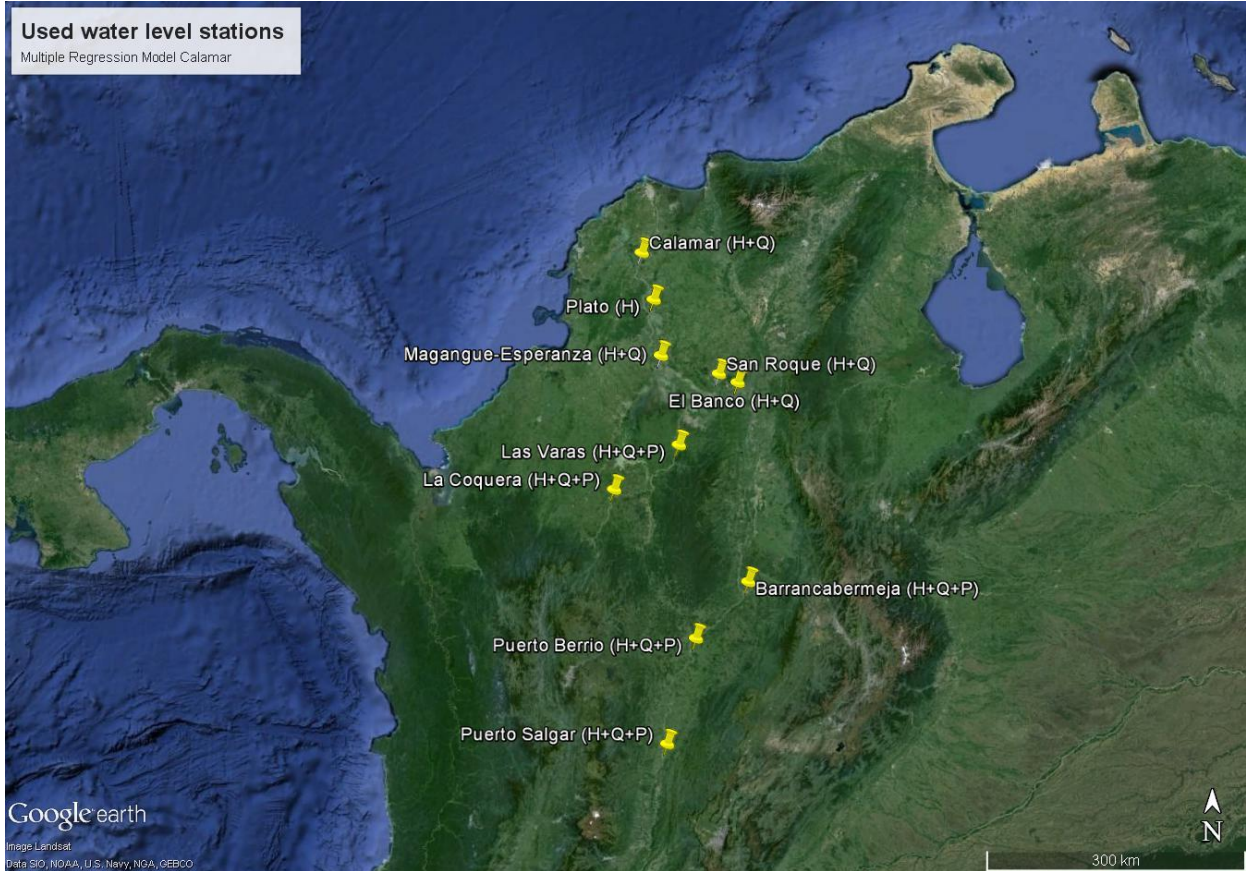 Used water level stations
Multiple Regression Model Calamar
Calamar (H+Q)
Plato (H)
Magangue-Esperanza (H+Q)
San Roque (H+Q)
El Banco (H+Q)
Las Varas (H+Q+P)
La Coquera (H+Q+P)
Barrancabermeja (H+Q+P)
Puerto Berrio (H+Q+P)
Puerto Salgar (H+Q+P)
Google earth
Image Landsat
Data SIO, NOAA, U.S. Navy, NGA, GEBCO
N
300 km